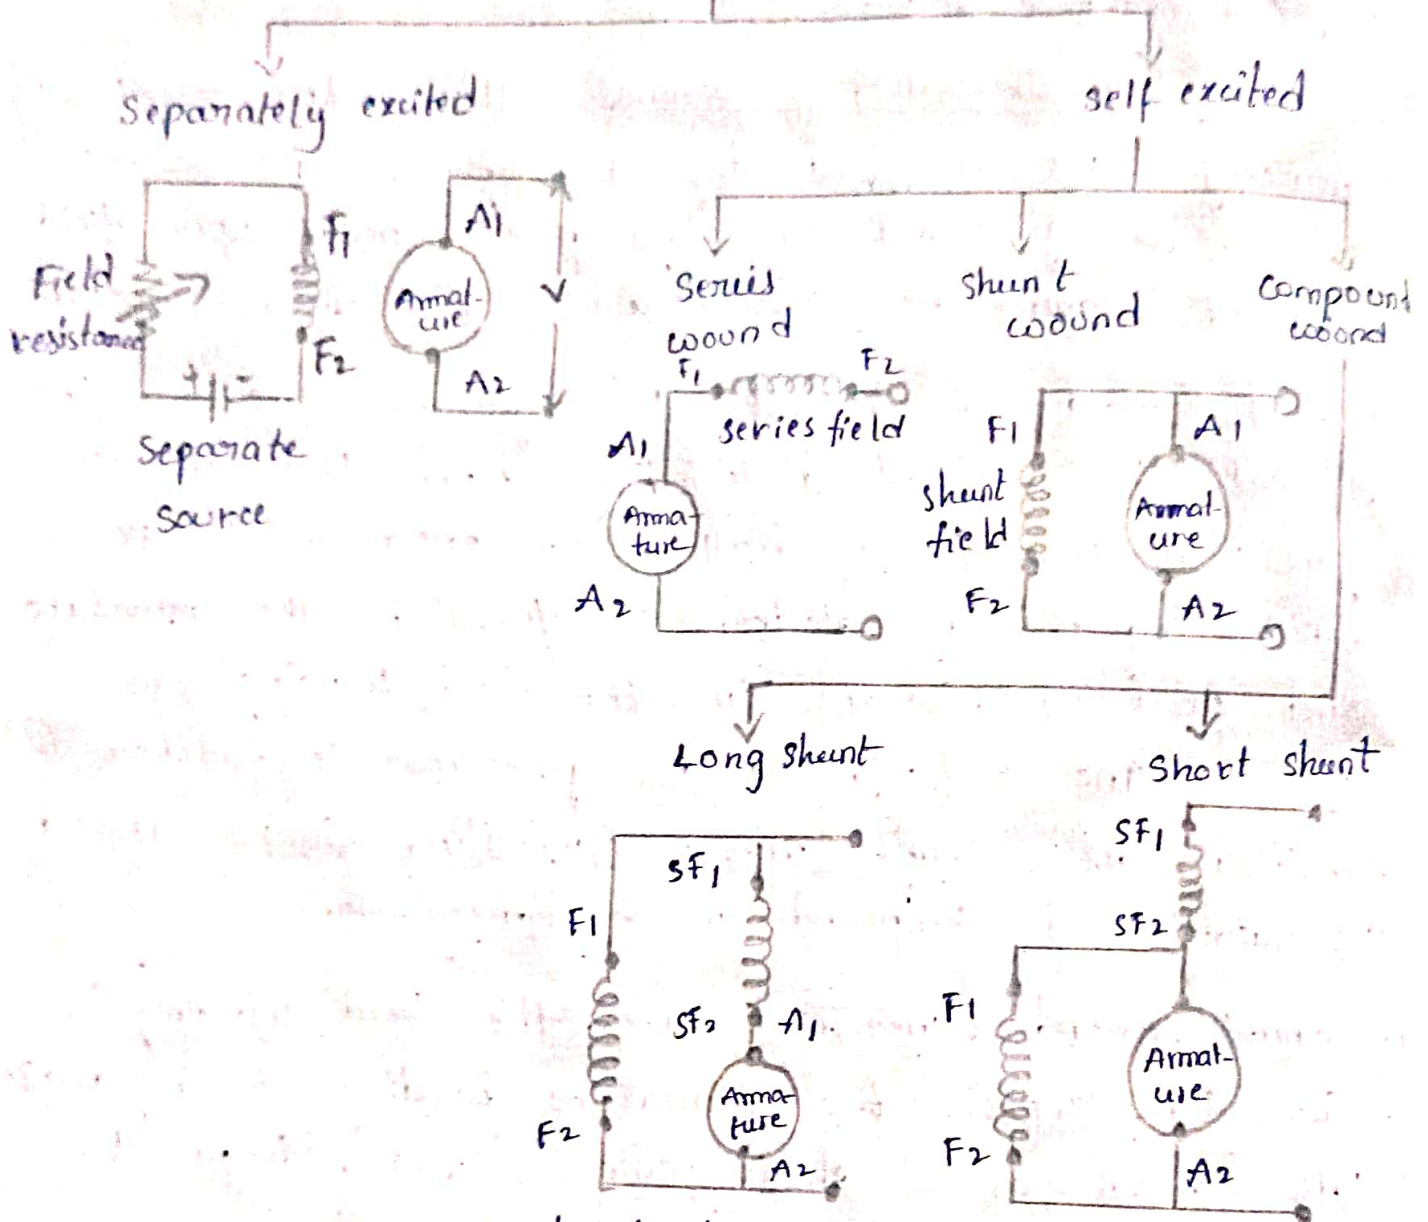 Separately excited
self excited
F1
A1
Field
resistance
Armat-
ure
F2
A2
+ -
Separate
source
Series
wound
Shunt
wound
Compound
woond
F1
F2
series field
A1
Arma-
ture
A2
F1
A1
shunt
field
Armat-
ure
F2
A2
Long shunt
Short shunt
SF1
F1
SF2 A1.
Arma-
ture
F2
A2
SF1
SF2
F1
Armat-
ure
F2
A2